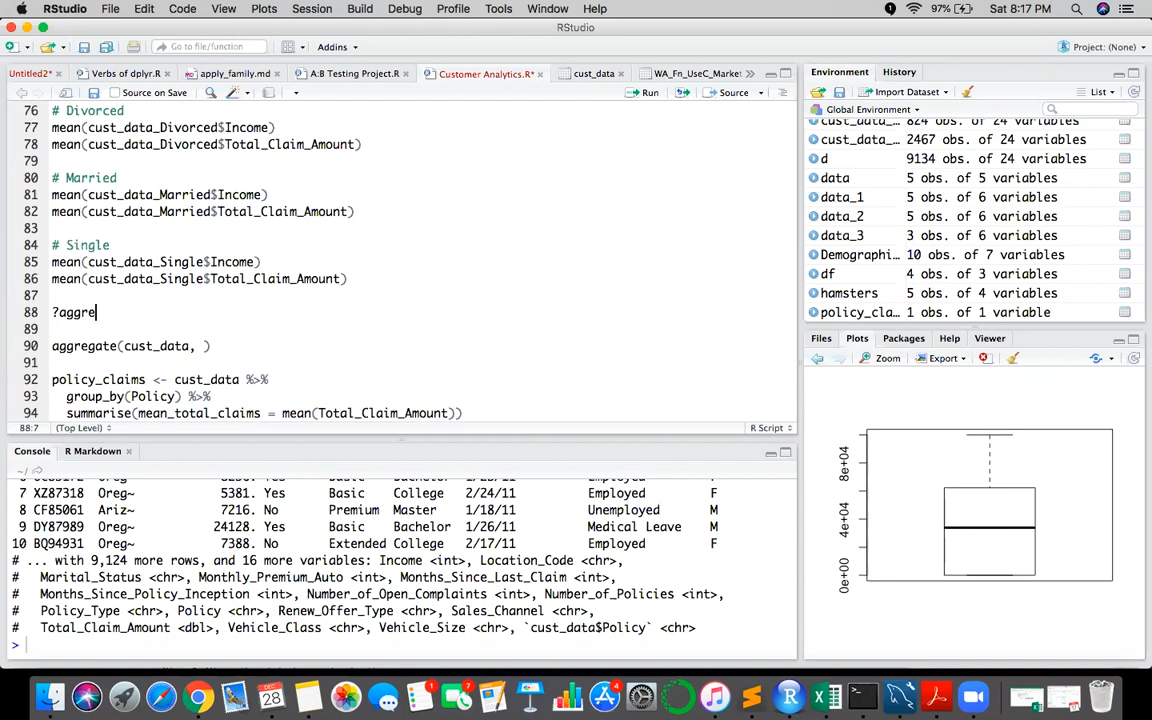 RStudio File Edit Code View Plots Session Build Debug Profile Tools Window Help 1 97% Sat 8:17 PM
RStudio
Go to file/function Addins Project: (None)
Untitled2* Verbs of dplyr.R apply_family.md A:B Testing Project.R Customer Analytics.R* cust_data WA_Fn_UseC_Market
Source on Save Run Source
76 # Divorced
77 mean(cust_data_Divorced$Income)
78 mean(cust_data_Divorced$Total_Claim_Amount)
79
80 # Married
81 mean(cust_data_Married$Income)
82 mean(cust_data_Married$Total_Claim_Amount)
83
84 # Single
85 mean(cust_data_Single$Income)
86 mean(cust_data_Single$Total_Claim_Amount)
87
88 ?aggre
89
90 aggregate(cust_data, )
91
92 policy_claims <- cust_data %>%
93 group_by(Policy) %>%
94 summarise(mean_total_claims = mean(Total_Claim_Amount))
88:7 (Top Level) R Script
Console R Markdown
~/
7 XZ87318 Oreg~ 5381. Yes Basic College 2/24/11 Employed F
8 CF85061 Ariz~ 7216. No Premium Master 1/18/11 Unemployed M
9 DY87989 Oreg~ 24128. Yes Basic Bachelor 1/26/11 Medical Leave M
10 BQ94931 Oreg~ 7388. No Extended College 2/17/11 Employed F
# ... with 9,124 more rows, and 16 more variables: Income <int>, Location_Code <chr>,
# Marital_Status <chr>, Monthly_Premium_Auto <int>, Months_Since_Last_Claim <int>,
# Months_Since_Policy_Inception <int>, Number_of_Open_Complaints <int>, Number_of_Policies <int>,
# Policy_Type <chr>, Policy <chr>, Renew_Offer_Type <chr>, Sales_Channel <chr>,
# Total_Claim_Amount <dbl>, Vehicle_Class <chr>, Vehicle_Size <chr>, `cust_data$Policy` <chr>
>
Environment History
Import Dataset List
Global Environment
cust_data_... 824 obs. of 24 variables
cust_data_... 2467 obs. of 24 variables
d 9134 obs. of 24 variables
data 5 obs. of 5 variables
data_1 5 obs. of 6 variables
data_2 5 obs. of 6 variables
data_3 3 obs. of 6 variables
Demographi... 10 obs. of 7 variables
df 4 obs. of 3 variables
hamsters 5 obs. of 4 variables
policy_cla... 1 obs. of 1 variable
Files Plots Packages Help Viewer
Zoom Export
8e+04
4e+04
0e+00